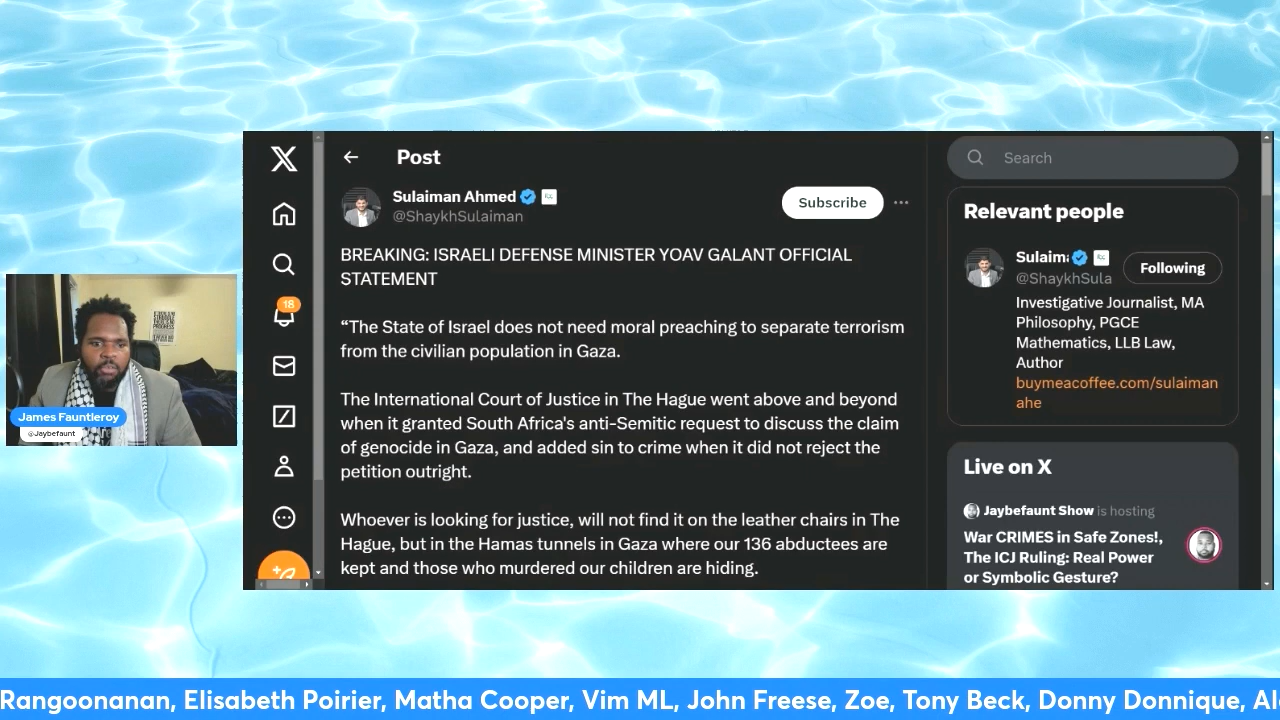 Post
Sulaiman Ahmed
@ShaykhSulaiman
Subscribe
BREAKING: ISRAELI DEFENSE MINISTER YOAV GALANT OFFICIAL
STATEMENT
“The State of Israel does not need moral preaching to separate terrorism
from the civilian population in Gaza.
The International Court of Justice in The Hague went above and beyond
when it granted South Africa's anti-Semitic request to discuss the claim
of genocide in Gaza, and added sin to crime when it did not reject the
petition outright.
Whoever is looking for justice, will not find it on the leather chairs in The
Hague, but in the Hamas tunnels in Gaza where our 136 abductees are
kept and those who murdered our children are hiding.
18
Search
Relevant people
Sulaim
@ShaykhSula
Following
Investigative Journalist, MA
Philosophy, PGCE
Mathematics, LLB Law,
Author
buymeacoffee.com/sulaiman
ahe
Live on X
Jaybefaunt Show is hosting
War CRIMES in Safe Zones!,
The ICJ Ruling: Real Power
or Symbolic Gesture?
James Fauntleroy
@Jaybefaunt
Rangoonanan, Elisabeth Poirier, Matha Cooper, Vim ML, John Freese, Zoe, Tony Beck, Donny Donnique, Al